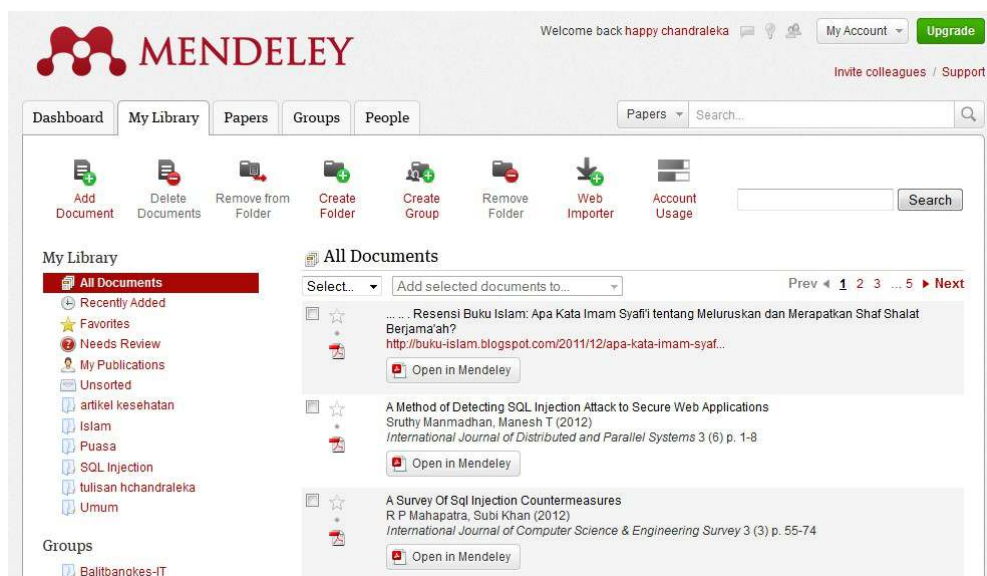 MENDELEY
Welcome back happy chandraleka
My Account
Upgrade
Invite colleagues / Support
Dashboard
My Library
Papers
Groups
People
Papers
Search...
Add
Document
Delete
Documents
Remove from
Folder
Create
Folder
Create
Group
Remove
Folder
Web
Importer
Account
Usage
Search
My Library
All Documents
Recently Added
Favorites
Needs Review
My Publications
Unsorted
artikel kesehatan
Islam
Puasa
SQL Injection
tulisan hchandraleka
Umum
Groups
Balitbangkes-IT
All Documents
Select...
Add selected documents to...
Prev 1 2 3 ... 5 Next
... .. . Resensi Buku Islam: Apa Kata Imam Syafi'i tentang Meluruskan dan Merapatkan Shaf Shalat
Berjama'ah?
http://buku-islam.blogspot.com/2011/12/apa-kata-imam-syaf...
Open in Mendeley
A Method of Detecting SQL Injection Attack to Secure Web Applications
Sruthy Manmadhan, Manesh T (2012)
International Journal of Distributed and Parallel Systems 3 (6) p. 1-8
Open in Mendeley
A Survey Of Sql Injection Countermeasures
R P Mahapatra, Subi Khan (2012)
International Journal of Computer Science & Engineering Survey 3 (3) p. 55-74
Open in Mendeley